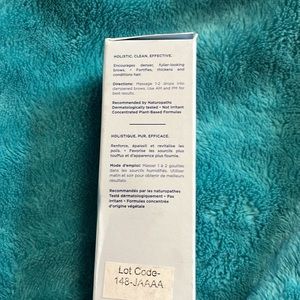 HOLISTIC. CLEAN. EFFECTIVE.
Encourages denser, fuller-looking
brows. • Fortifies, thickens and
conditions hair.
Directions: Massage 1-2 drops into
dampened brows. Use AM and PM for
best results.
Recommended by Naturopaths
Dermatologically tested • Not Irritant
Concentrated Plant-Based Formulas
HOLISTIQUE. PUR. EFFICACE.
Renforce, épaissit et revitalise les
poils. • Favorise les sourcils plus
touffus et d'apparence plus fournie.
Mode d'emploi: Massez 1 à 2 gouttes
dans les sourcils humidifiés. Utiliser
matin et soir pour obtenir de meilleurs
résultats.
Recommandés par les naturopathes
Testé dermatologiquement • Pas
irritant • Formules concentrée
d'origine végétale
Lot Code-
148-JAAAA